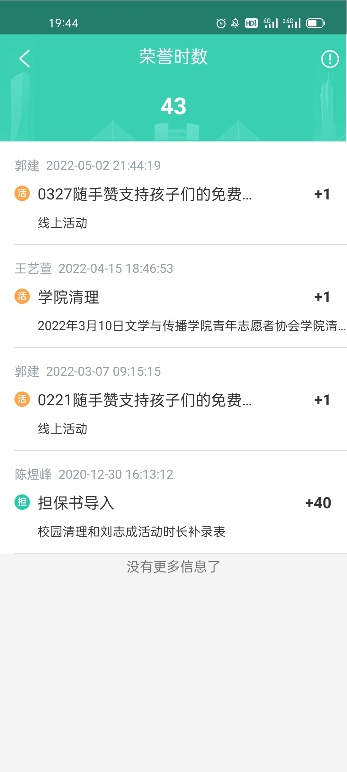 19:44
荣誉时数
43
郭建 2022-05-02 21:44:19
活 0327随手赞支持孩子们的免费... +1
线上活动
王艺萱 2022-04-15 18:46:53
活 学院清理 +1
2022年3月10日文学与传播学院青年志愿者协会学院清...
郭建 2022-03-07 09:15:15
活 0221随手赞支持孩子们的免费... +1
线上活动
陈煜峰 2020-12-30 16:13:12
担 担保书导入 +40
校园清理和刘志成活动时长补录表
没有更多信息了